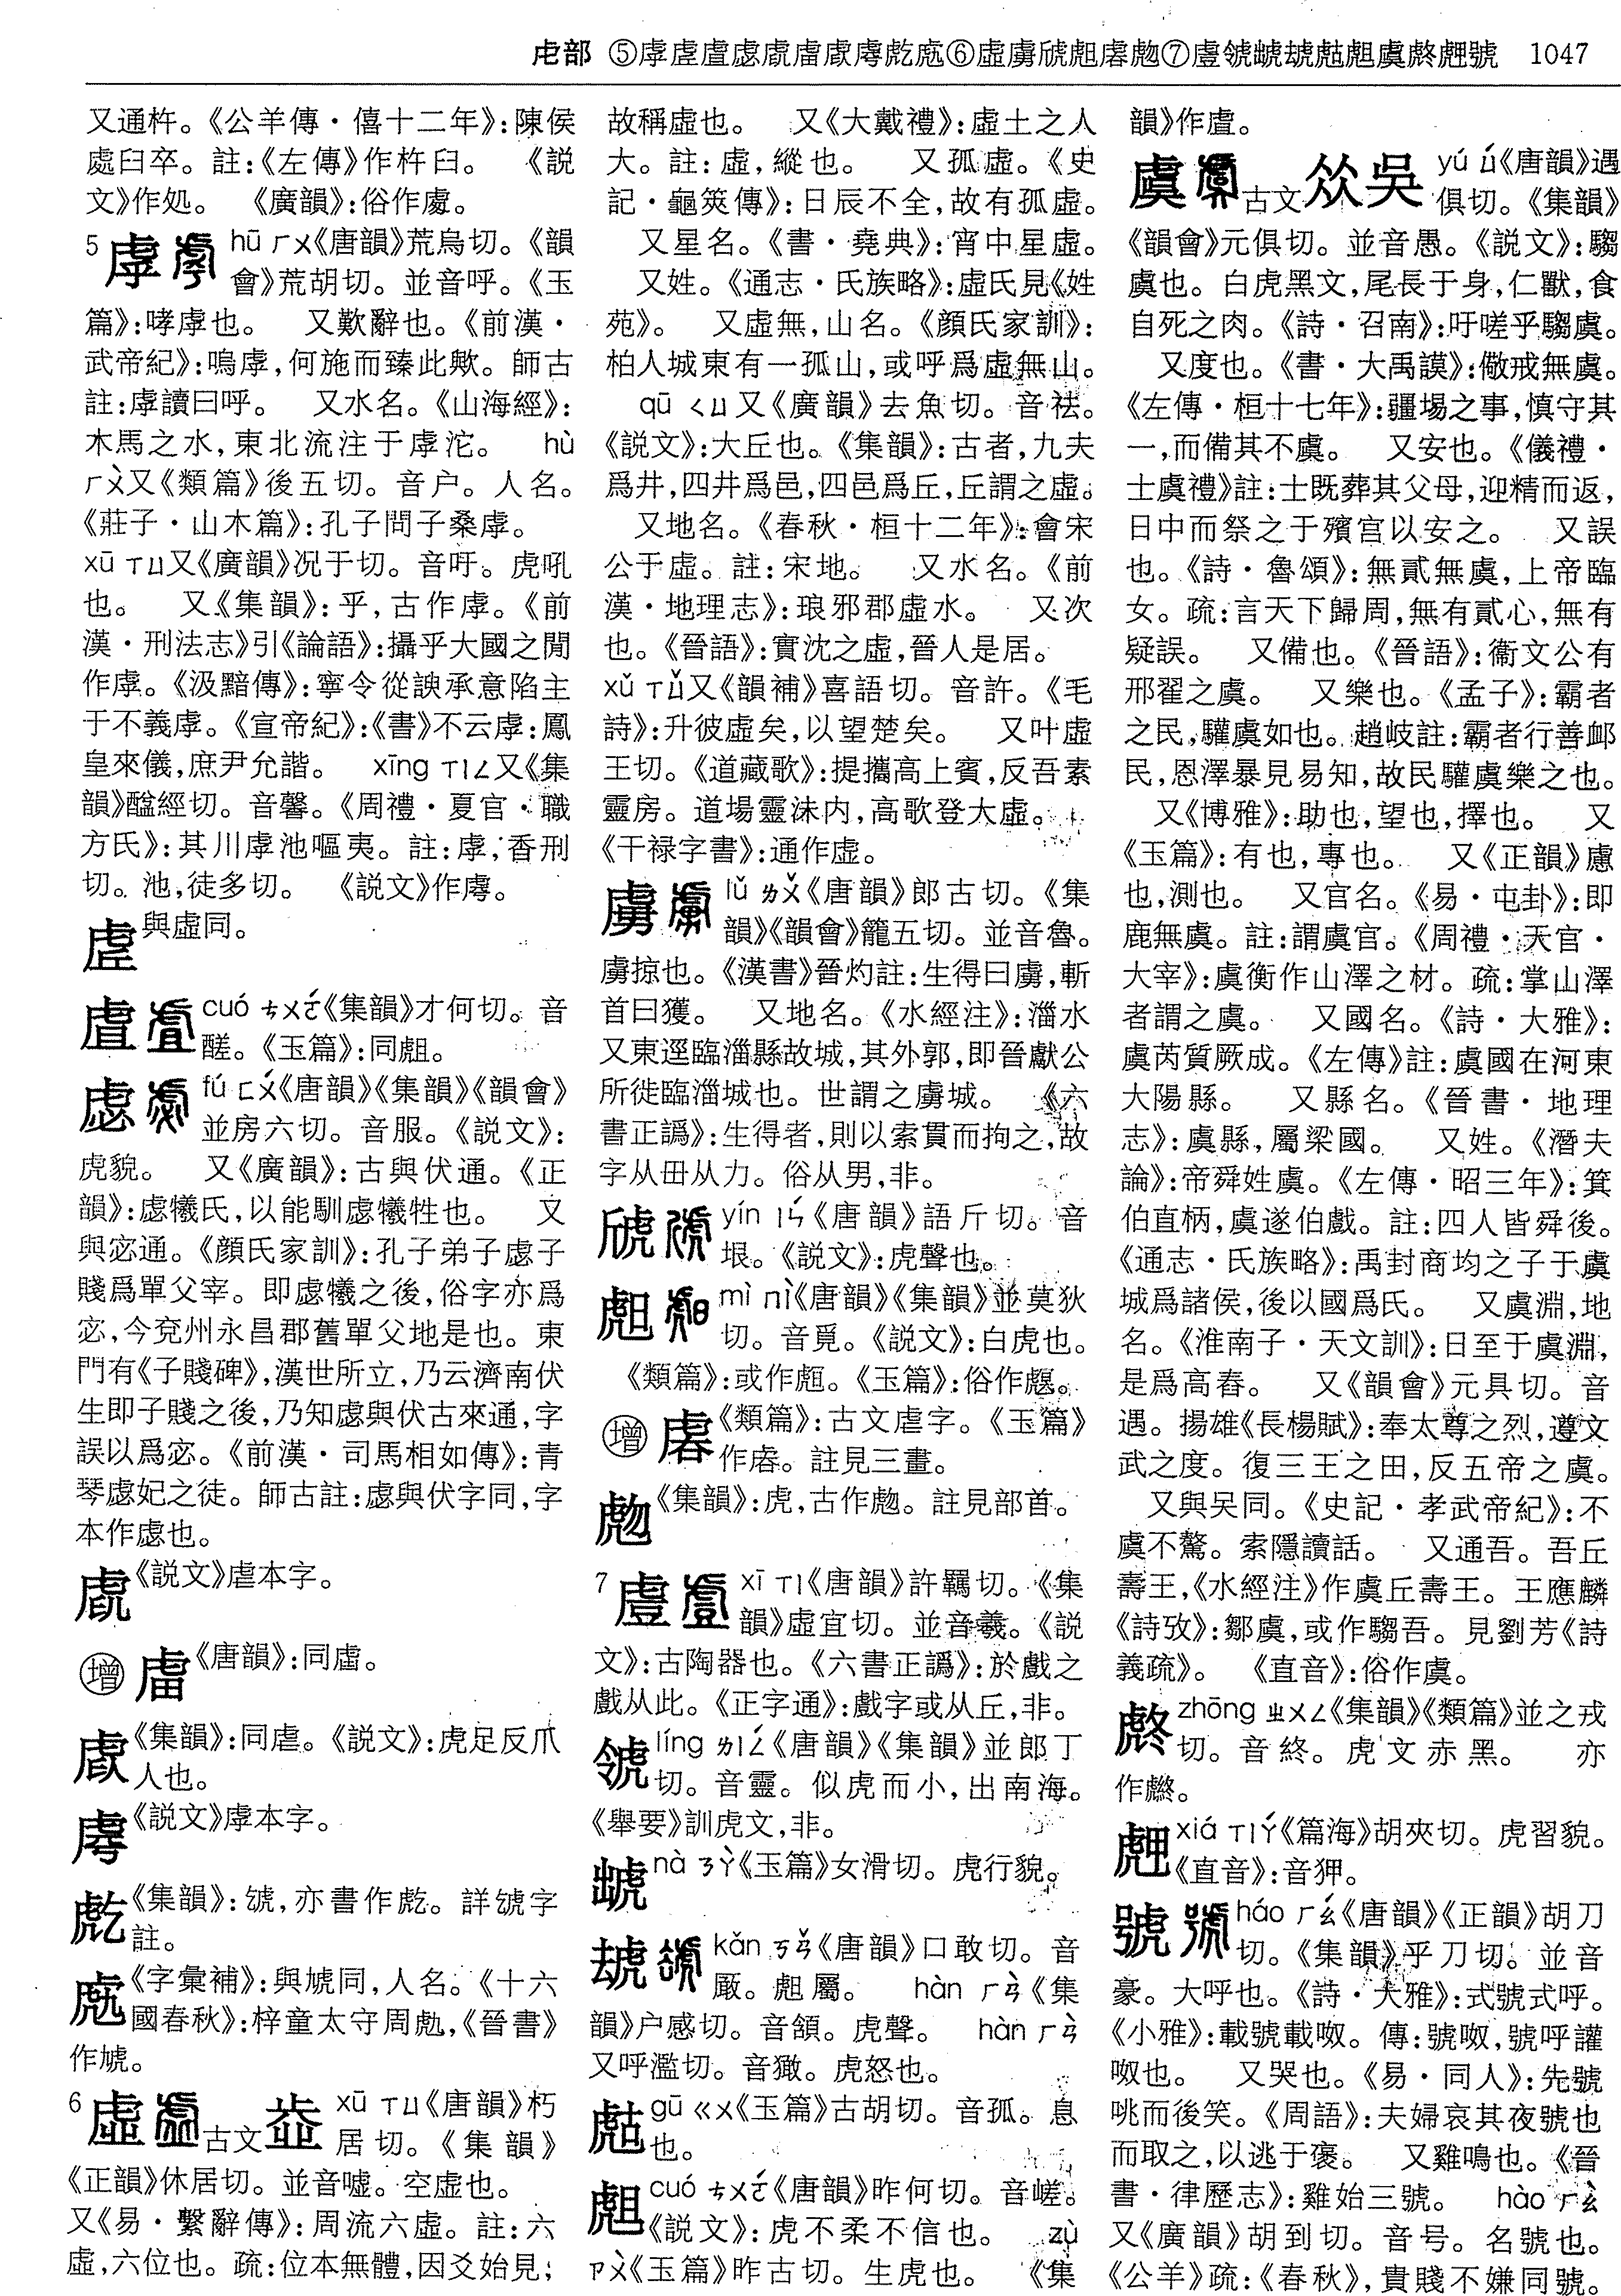 虍部 ⑤虖虗虘虙虝𧆨䖈虖⑥虛虜虓䖑⑦虞號 1047
又通杵。《公羊傳·僖十二年》:陳侯
處臼卒。註:《左傳》作杵臼。 《説
文》作処。 《廣韻》:俗作䖏。
5 虖 hū ㄏㄨ《唐韻》荒烏切。《韻
會》荒胡切。並音呼。《玉
篇》:哮虖也。 又歎辭也。《前漢·
武帝紀》:嗚虖,何施而臻此歟。師古
註:虖讀曰呼。 又水名。《山海經》:
木馬之水,東北流注于虖沱。 hù
ㄏㄨˋ又《類篇》後五切。音户。人名。
《莊子·山木篇》:孔子問子桑虖。
xū ㄒㄩ又《廣韻》况于切。音吁。虎吼
也。 又《集韻》:乎,古作虖。《前
漢·刑法志》引《論語》:攝乎大國之閒
作虖。《汲黯傳》:寧令從諛承意陷主
于不義虖。《宣帝紀》:《書》不云虖:鳳
皇來儀,庶尹允諧。 xīng ㄒㄧㄥ又《集
韻》醯經切。音馨。《周禮·夏官·職
方氏》:其川虖池嘔夷。註:虖,香刑
切。池,徒多切。 《説文》作。
虗 與虛同。
虘 cuó ㄘㄨㄛˊ《集韻》才何切。音
醝。《玉篇》:同䖕。
虙 fú ㄈㄨˊ《唐韻》《集韻》《韻會》
並房六切。音服。《説文》:
虎貌。 又《廣韻》:古與伏通。《正
韻》:虙犧氏,以能馴虙犧牲也。 又
與宓通。《顔氏家訓》:孔子弟子虙子
賤爲單父宰。即虙犧之後,俗字亦爲
宓,今兗州永昌郡舊單父地是也。東
門有《子賤碑》,漢世所立,乃云濟南伏
生即子賤之後,乃知虙與伏古來通,字
誤以爲宓。《前漢·司馬相如傳》:青
琴虙妃之徒。師古註:虙與伏字同,字
本作虙也。
《説文》虐本字。
增 《唐韻》:同虛。
《集韻》:同虐。《説文》:虎足反爪
人也。
《説文》虖本字。
《集韻》:,亦書作。詳字
註。
《字彙補》:與虓同,人名。《十六
國春秋》:梓童太守周,《晉書》
作虓。
6 虛 古文 xū ㄒㄩ《唐韻》朽
居切。《集韻》
《正韻》休居切。並音嘘。空虛也。
又《易·繫辭傳》:周流六虛。註:六
虛,六位也。疏:位本無體,因爻始見;
故稱虛也。 又《大戴禮》:虛土之人
大。註:虛,縱也。 又孤虛。《史
記·龜筴傳》:日辰不全,故有孤虛。
又星名。《書·堯典》:宵中星虛。
又姓。《通志·氏族略》:虛氏見《姓
苑》。 又虛無,山名。《顔氏家訓》:
柏人城東有一孤山,或呼爲虛無山。
qū ㄑㄩ又《廣韻》去魚切。音袪。
《説文》:大丘也。《集韻》:古者,九夫
爲井,四井爲邑,四邑爲丘,丘謂之虛。
又地名。《春秋·桓十二年》:會宋
公于虛。註:宋地。 又水名。《前
漢·地理志》:琅邪郡虛水。 又次
也。《晉語》:實沈之虛,晉人是居。
xǔ ㄒㄩˇ又《韻補》喜語切。音許。《毛
詩》:升彼虛矣,以望楚矣。 又叶虛
王切。《道藏歌》:提攜高上賓,反吾素
靈房。道場靈洙内,高歌登大虛。
《干禄字書》:通作虚。
虜 lǔ ㄌㄨˇ《唐韻》郎古切。《集
韻》《韻會》籠五切。並音魯。
虜掠也。《漢書》晉灼註:生得曰虜,斬
首曰獲。 又地名。《水經注》:淄水
又東逕臨淄縣故城,其外郭,即晉獻公
所徙臨淄城也。世謂之虜城。 《六
書正譌》:生得者,則以索貫而拘之,故
字从毌从力。俗从男,非。
虒 yín ㄧㄣˊ《唐韻》語斤切。音
垠。《説文》:虎聲也。
mì ㄇㄧˋ《唐韻》《集韻》並莫狄
切。音覓。《説文》:白虎也。
《類篇》:或作。《玉篇》:俗作。
增 《類篇》:古文虐字。《玉篇》
作。註見三畫。
《集韻》:虎,古作。註見部首。
7 䖒 xī ㄒㄧ《唐韻》許羈切。《集
韻》虛宜切。並音羲。《説
文》:古陶器也。《六書正譌》:於戲之
戲从此。《正字通》:戲字或从丘,非。
líng ㄌㄧㄥˊ《唐韻》《集韻》並郎丁
切。音靈。似虎而小,出南海。
《舉要》訓虎文,非。
nà ㄋㄚˋ《玉篇》女滑切。虎行貌。
kǎn ㄎㄢˇ《唐韻》口敢切。音
厰。䖕屬。 hàn ㄏㄢˋ《集
韻》户感切。音頷。虎聲。 hàn ㄏㄢˋ
又呼濫切。音㺖。虎怒也。
gū ㄍㄨ《玉篇》古胡切。音孤。息
也。
䖕 cuó ㄘㄨㄛˊ《唐韻》昨何切。音嵯。
《説文》:虎不柔不信也。 zù
ㄗㄨˋ《玉篇》昨古切。生虎也。 《集
韻》作虘。
虞 古文 yú ㄩˊ《唐韻》遇
俱切。《集韻》
《韻會》元俱切。並音愚。《説文》:騶
虞也。白虎黑文,尾長于身,仁獸,食
自死之肉。《詩·召南》:吁嗟乎騶虞。
又度也。《書·大禹謨》:儆戒無虞。
《左傳·桓十七年》:疆埸之事,慎守其
一,而備其不虞。 又安也。《儀禮·
士虞禮》註:士既葬其父母,迎精而返,
日中而祭之于殯宫以安之。 又誤
也。《詩·魯頌》:無貳無虞,上帝臨
女。疏:言天下歸周,無有貳心,無有
疑誤。 又備也。《晉語》:衞文公有
邢翟之虞。 又樂也。《孟子》:霸者
之民,驩虞如也。趙岐註:霸者行善卹
民,恩澤暴見易知,故民驩虞樂之也。
又《博雅》:助也,望也,擇也。 又
《玉篇》:有也,專也。 又《正韻》慮
也,測也。 又官名。《易·屯卦》:即
鹿無虞。註:謂虞官。《周禮·天官·
大宰》:虞衡作山澤之材。疏:掌山澤
者謂之虞。 又國名。《詩·大雅》:
虞芮質厥成。《左傳》註:虞國在河東
大陽縣。 又縣名。《晉書·地理
志》:虞縣,屬梁國。 又姓。《潛夫
論》:帝舜姓虞。《左傳·昭三年》:箕
伯直柄,虞遂伯戲。註:四人皆舜後。
《通志·氏族略》:禹封商均之子于虞
城爲諸侯,後以國爲氏。 又虞淵,地
名。《淮南子·天文訓》:日至于虞淵,
是爲高舂。 又《韻會》元具切。音
遇。揚雄《長楊賦》:奉太尊之烈,遵文
武之度。復三王之田,反五帝之虞。
又與吴同。《史記·孝武帝紀》:不
虞不驁。索隱讀話。 又通吾。吾丘
壽王,《水經注》作虞丘壽王。王應麟
《詩攷》:鄒虞,或作騶吾。見劉芳《詩
義疏》。 《直音》:俗作虞。
zhōng ㄓㄨㄥ《集韻》《類篇》並之戎
切。音終。虎文赤黑。 亦
作。
xiá ㄒㄧㄚˊ《篇海》胡夾切。虎習貌。
《直音》:音狎。
號 háo ㄏㄠˊ《唐韻》《正韻》胡刀
切。《集韻》乎刀切。並音
豪。大呼也。《詩·大雅》:式號式呼。
《小雅》:載號載呶。傳:號呶,號呼讙
呶也。 又哭也。《易·同人》:先號
咷而後笑。《周語》:夫婦哀其夜號也
而取之,以逃于褒。 又雞鳴也。《晉
書·律歷志》:雞始三號。 hào ㄏㄠˋ
又《廣韻》胡到切。音号。名號也。
《公羊》疏:《春秋》,貴賤不嫌同號。